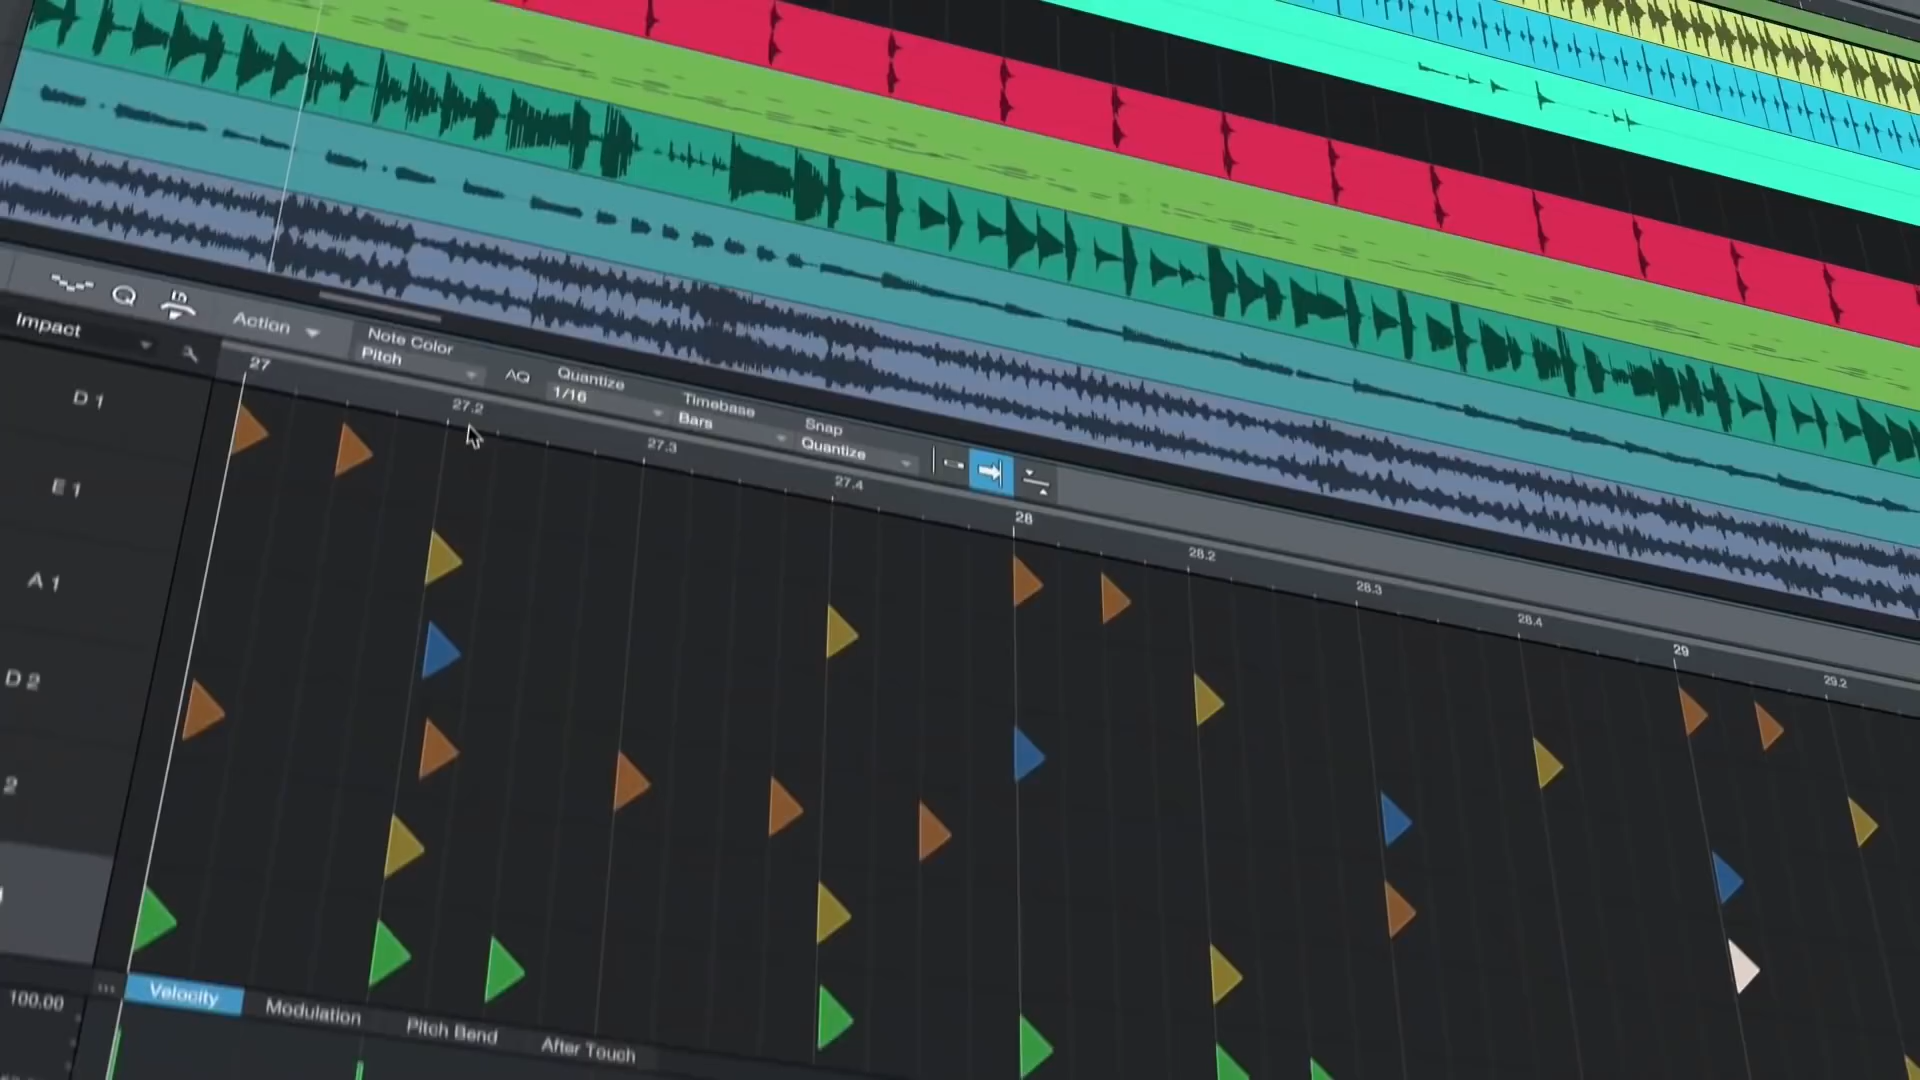 Action
Note Color
Pitch
AQ
Quantize
1/16
Timebase
Bars
Snap
Quantize
Impact
27
27.2
27.3
27.4
28
28.2
28.3
28.4
29
29.2
D 1
E 1
A 1
D 2
2
Velocity
Modulation
Pitch Bend
After Touch
100.00